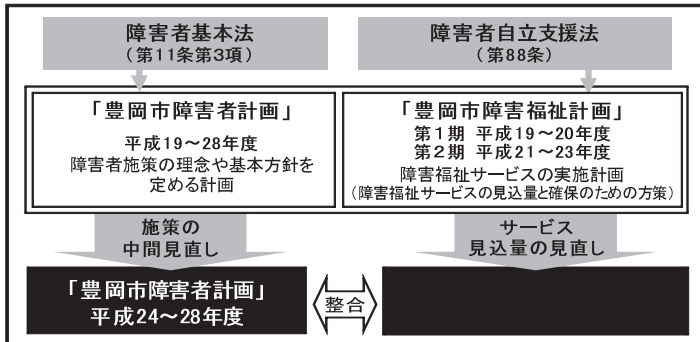 障害者基本法
（第11条第3項）
障害者自立支援法
（第88条）
「豊岡市障害者計画」
平成19～28年度
障害者施策の理念や基本方針を
定める計画
「豊岡市障害福祉計画」
第1期 平成19～20年度
第2期 平成21～23年度
障害福祉サービスの実施計画
（障害福祉サービスの見込量と確保のための方策）
施策の
中間見直し
サービス
見込量の見直し
「豊岡市障害者計画」
平成24～28年度
整合